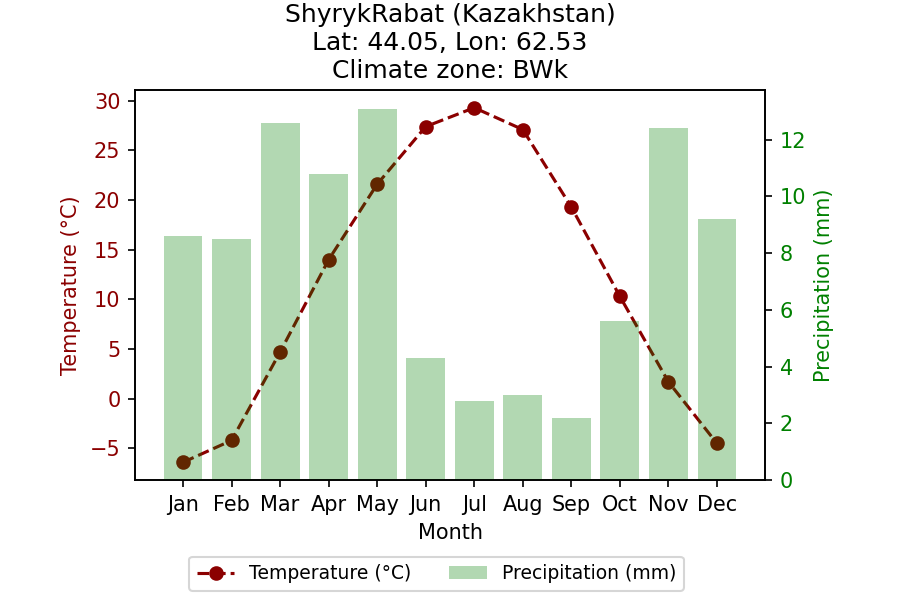 ShyrykRabat (Kazakhstan)
Lat: 44.05, Lon: 62.53
Climate zone: BWk
30
25
20
15
10
5
0
−5
Temperature (°C)
12
10
8
6
4
2
0
Precipitation (mm)
Jan Feb Mar Apr May Jun Jul Aug Sep Oct Nov Dec
Month
Temperature (°C) Precipitation (mm)